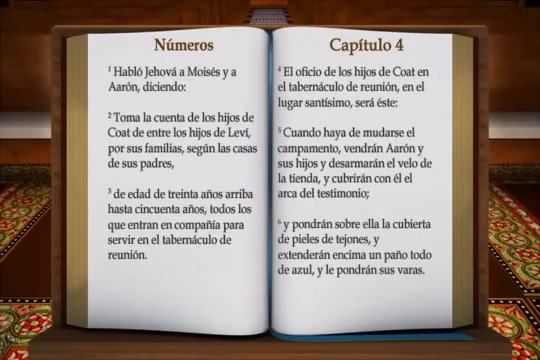 Números
1 Habló Jehová a Moisés y a
Aarón, diciendo:
2 Toma la cuenta de los hijos de
Coat de entre los hijos de Leví,
por sus familias, según las casas
de sus padres,
3 de edad de treinta años arriba
hasta cincuenta años, todos los
que entran en compañía para
servir en el tabernáculo de
reunión.
Capítulo 4
4 El oficio de los hijos de Coat en
el tabernáculo de reunión, en el
lugar santísimo, será éste:
5 Cuando haya de mudarse el
campamento, vendrán Aarón y
sus hijos y desarmarán el velo de
la tienda, y cubrirán con él el
arca del testimonio;
6 y pondrán sobre ella la cubierta
de pieles de tejones, y
extenderán encima un paño todo
de azul, y le pondrán sus varas.